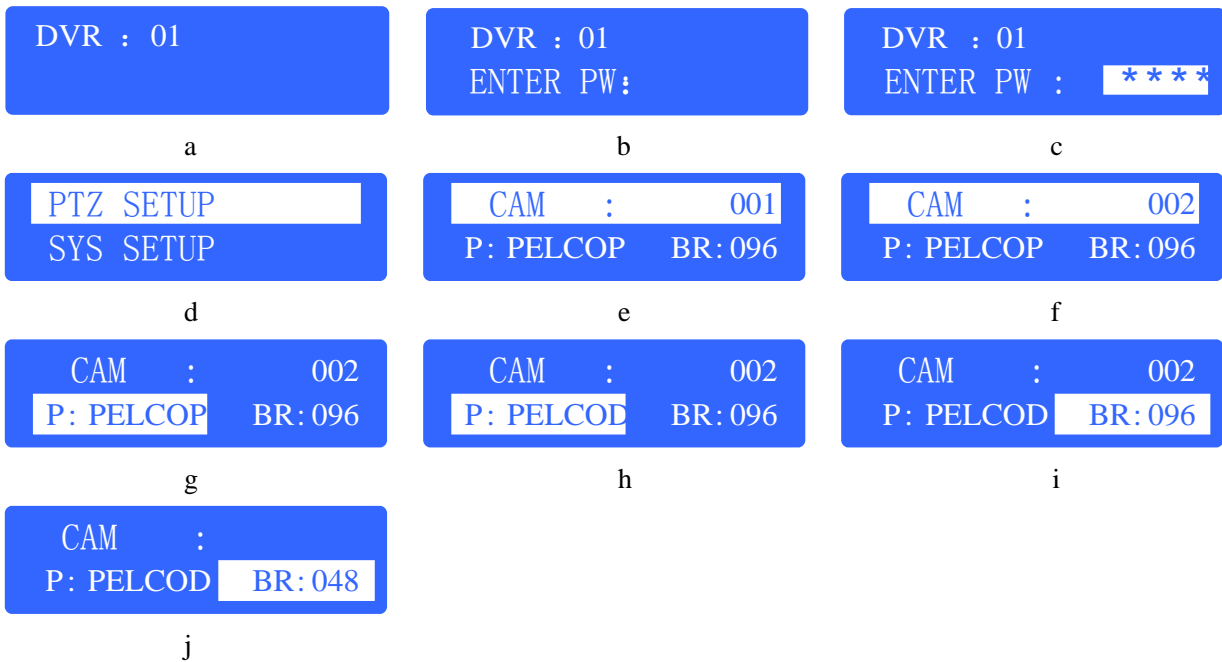 DVR : 01
a
DVR : 01
ENTER PW:
b
DVR : 01
ENTER PW : ****
c
PTZ SETUP
SYS SETUP
d
CAM : 001
P: PELCOP BR:096
e
CAM : 002
P: PELCOP BR:096
f
CAM : 002
P: PELCOP BR:096
g
CAM : 002
P: PELCOD BR:096
h
CAM : 002
P: PELCOD BR:096
i
CAM :
P: PELCOD BR:048
j